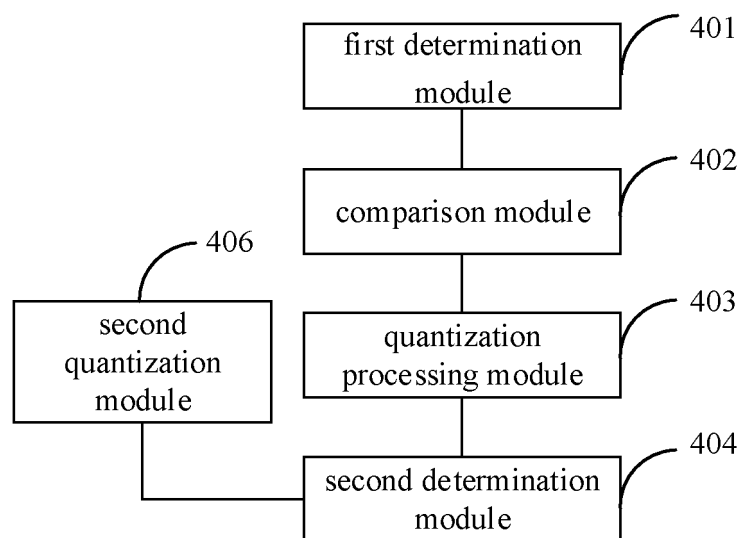 401
first determination
module
402
comparison module
406
403
second
quantization
module
quantization
processing module
404
second determination
module